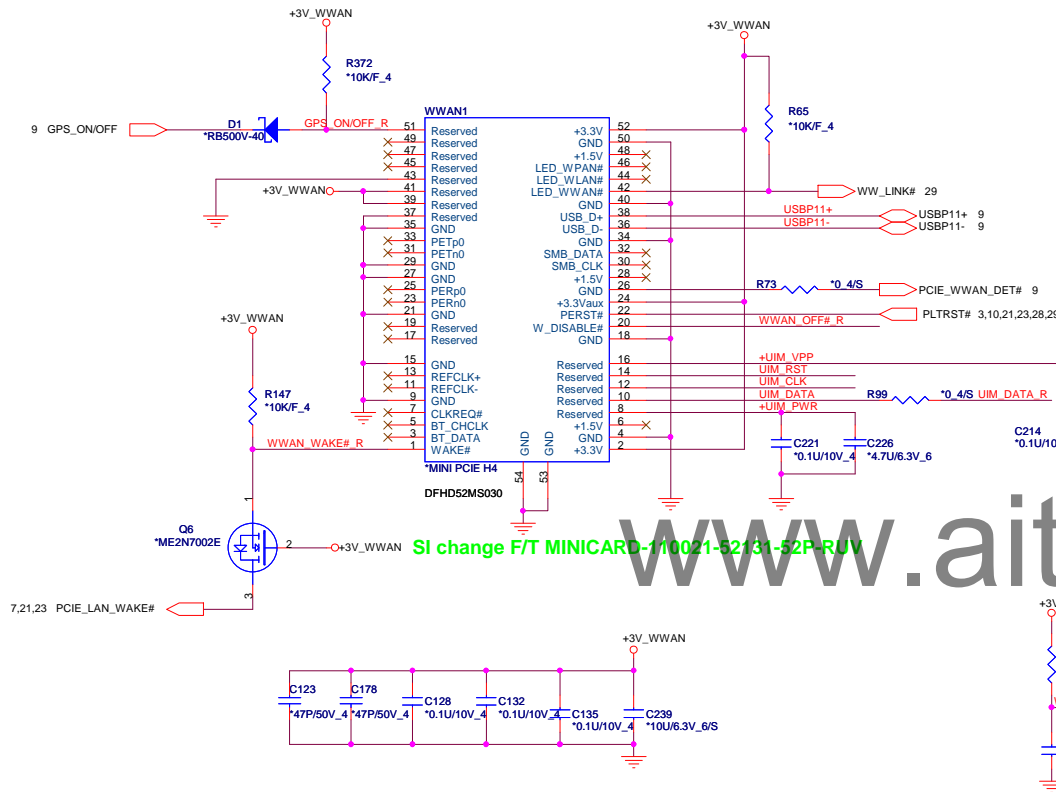 +3V_WWAN
+3V_WWAN
R372
*10K/F_4
R65
*10K/F_4
9 GPS_ON/OFF
D1
*RB500V-40
GPS_ON/OFF_R
WWAN1
51 Reserved +3.3V 52
49 Reserved GND 50
47 Reserved +1.5V 48
45 Reserved LED_WPAN# 46
43 Reserved LED_WLAN# 44
+3V_WWAN 41 Reserved LED_WWAN# 42 WW_LINK# 29
39 Reserved GND 40
37 Reserved USB_D+ 38 USBP11+ USBP11+ 9
35 GND USB_D- 36 USBP11- USBP11- 9
33 PETp0 GND 34
31 PETn0 SMB_DATA 32
29 GND SMB_CLK 30
27 GND +1.5V 28
25 PERp0 GND 26 R73 *0_4/S PCIE_WWAN_DET# 9
23 PERn0 +3.3Vaux 24
21 GND PERST# 22 PLTRST# 3,10,21,23,28,29
19 Reserved W_DISABLE# 20 WWAN_OFF#_R
17 Reserved GND 18
15 GND Reserved 16 +UIM_VPP
13 REFCLK+ Reserved 14 UIM_RST
11 REFCLK- Reserved 12 UIM_CLK
9 GND Reserved 10 UIM_DATA R99 *0_4/S UIM_DATA_R
7 CLKREQ# Reserved 8 +UIM_PWR
5 BT_CHCLK +1.5V 6
3 BT_DATA GND 4
1 WAKE# +3.3V 2
GND GND
54 53
*MINI PCIE H4
DFHD52MS030
+3V_WWAN
R147
*10K/F_4
WWAN_WAKE#_R
C221
*0.1U/10V_4
C226
*4.7U/6.3V_6
C214
*0.1U/10
1
Q6
*ME2N7002E
2
+3V_WWAN
3
SI change F/T MINICARD-110021-52131-52P-RUV
www.ait
7,21,23 PCIE_LAN_WAKE#
+3V
+3V_WWAN
C123
*47P/50V_4
C178
*47P/50V_4
C128
*0.1U/10V_4
C132
*0.1U/10V_4
C135
*0.1U/10V_4
C239
*10U/6.3V_6/S